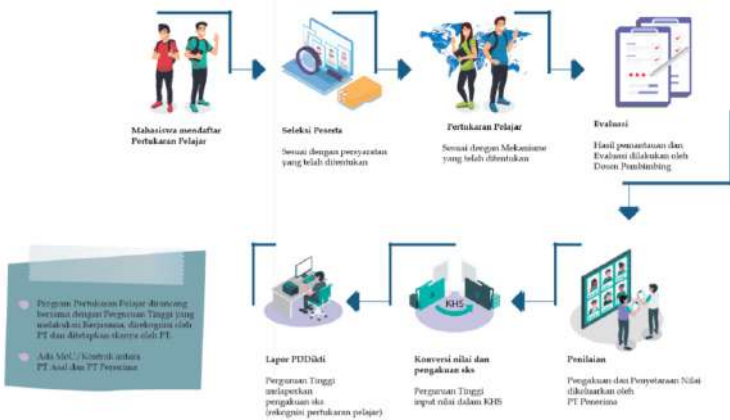 Mahasiswa mendaftar
Pertukaran Pelajar
Seleksi Peserta
Sesuai dengan persyaratan
yang telah ditentukan
Pertukaran Pelajar
Sesuai dengan Mekanisme
yang telah ditentukan
Evaluasi
Hasil pemantauan dan
Evaluasi dilakukan oleh
Dosen Pembimbing
Penilaian
Pengakuan dan Penyetaraan Nilai
dikeluarkan oleh
PT Penerima
KHS
Konversi nilai dan
pengakuan sks
Perguruan Tinggi
input nilai dalam KHS
Lapor PDDikti
Perguruan Tinggi
melaporkan
pengakuan sks
(rekognisi pertukaran pelajar)
Program Pertukaran Pelajar dirancang
bersama dengan Perguruan Tinggi yang
melakukan Kerjasama, direkognisi oleh
PT dan ditetapkan sksnya oleh PT.
Ada MoU/Kontrak antara
PT Asal dan PT Penerima